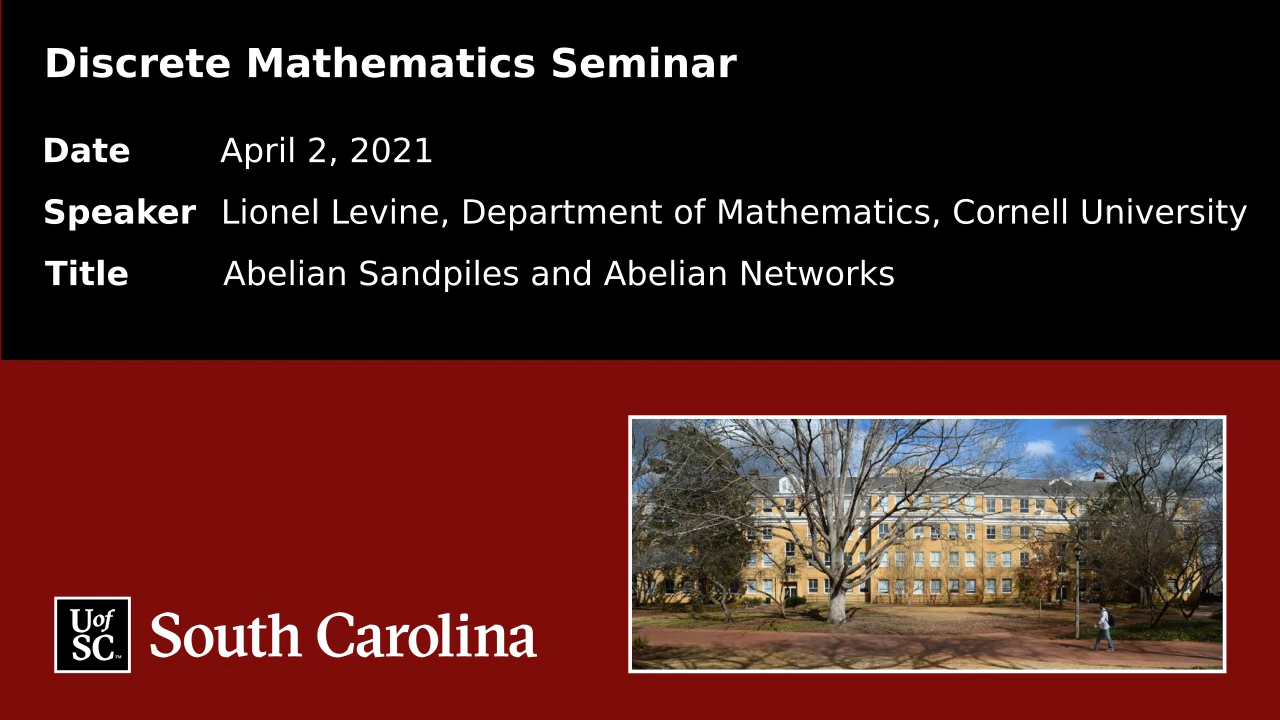 Discrete Mathematics Seminar
Date April 2, 2021
Speaker Lionel Levine, Department of Mathematics, Cornell University
Title Abelian Sandpiles and Abelian Networks
UofSC™ South Carolina